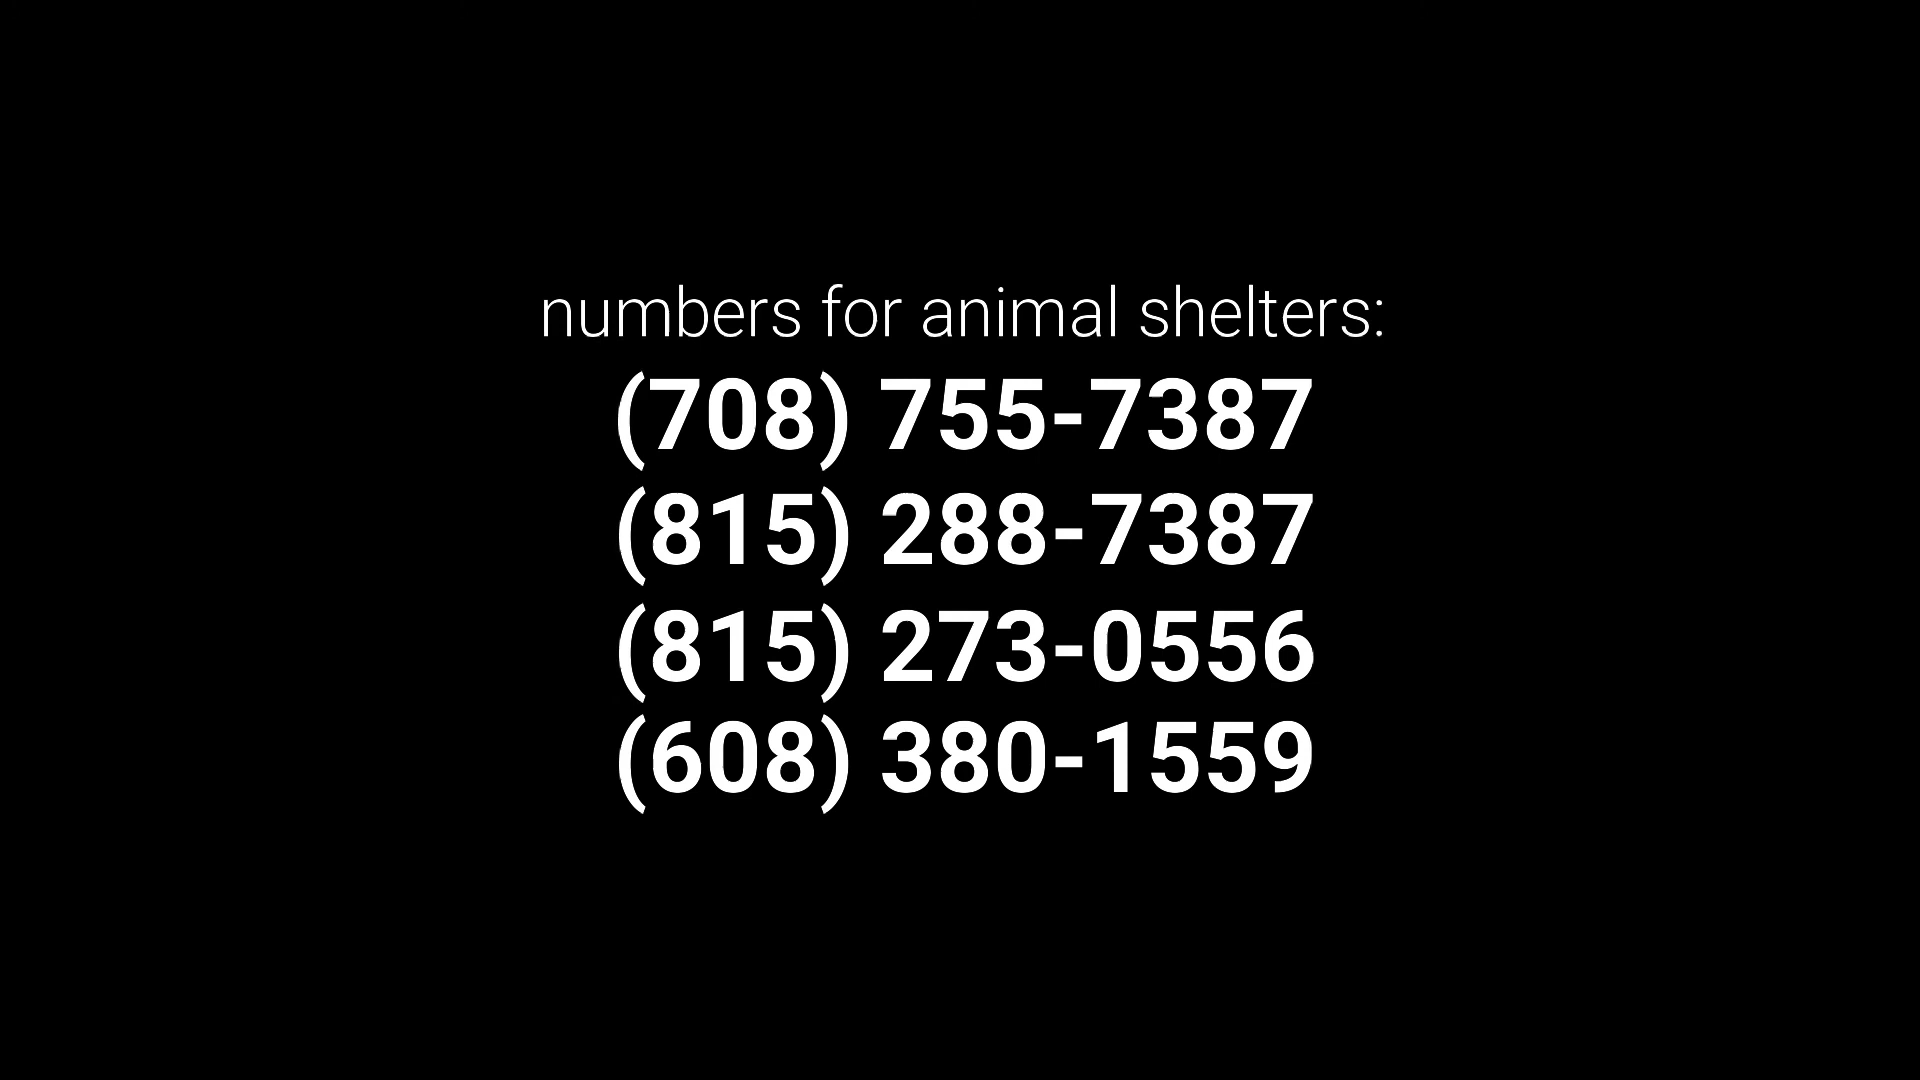 numbers for animal shelters:
(708) 755-7387
(815) 288-7387
(815) 273-0556
(608) 380-1559